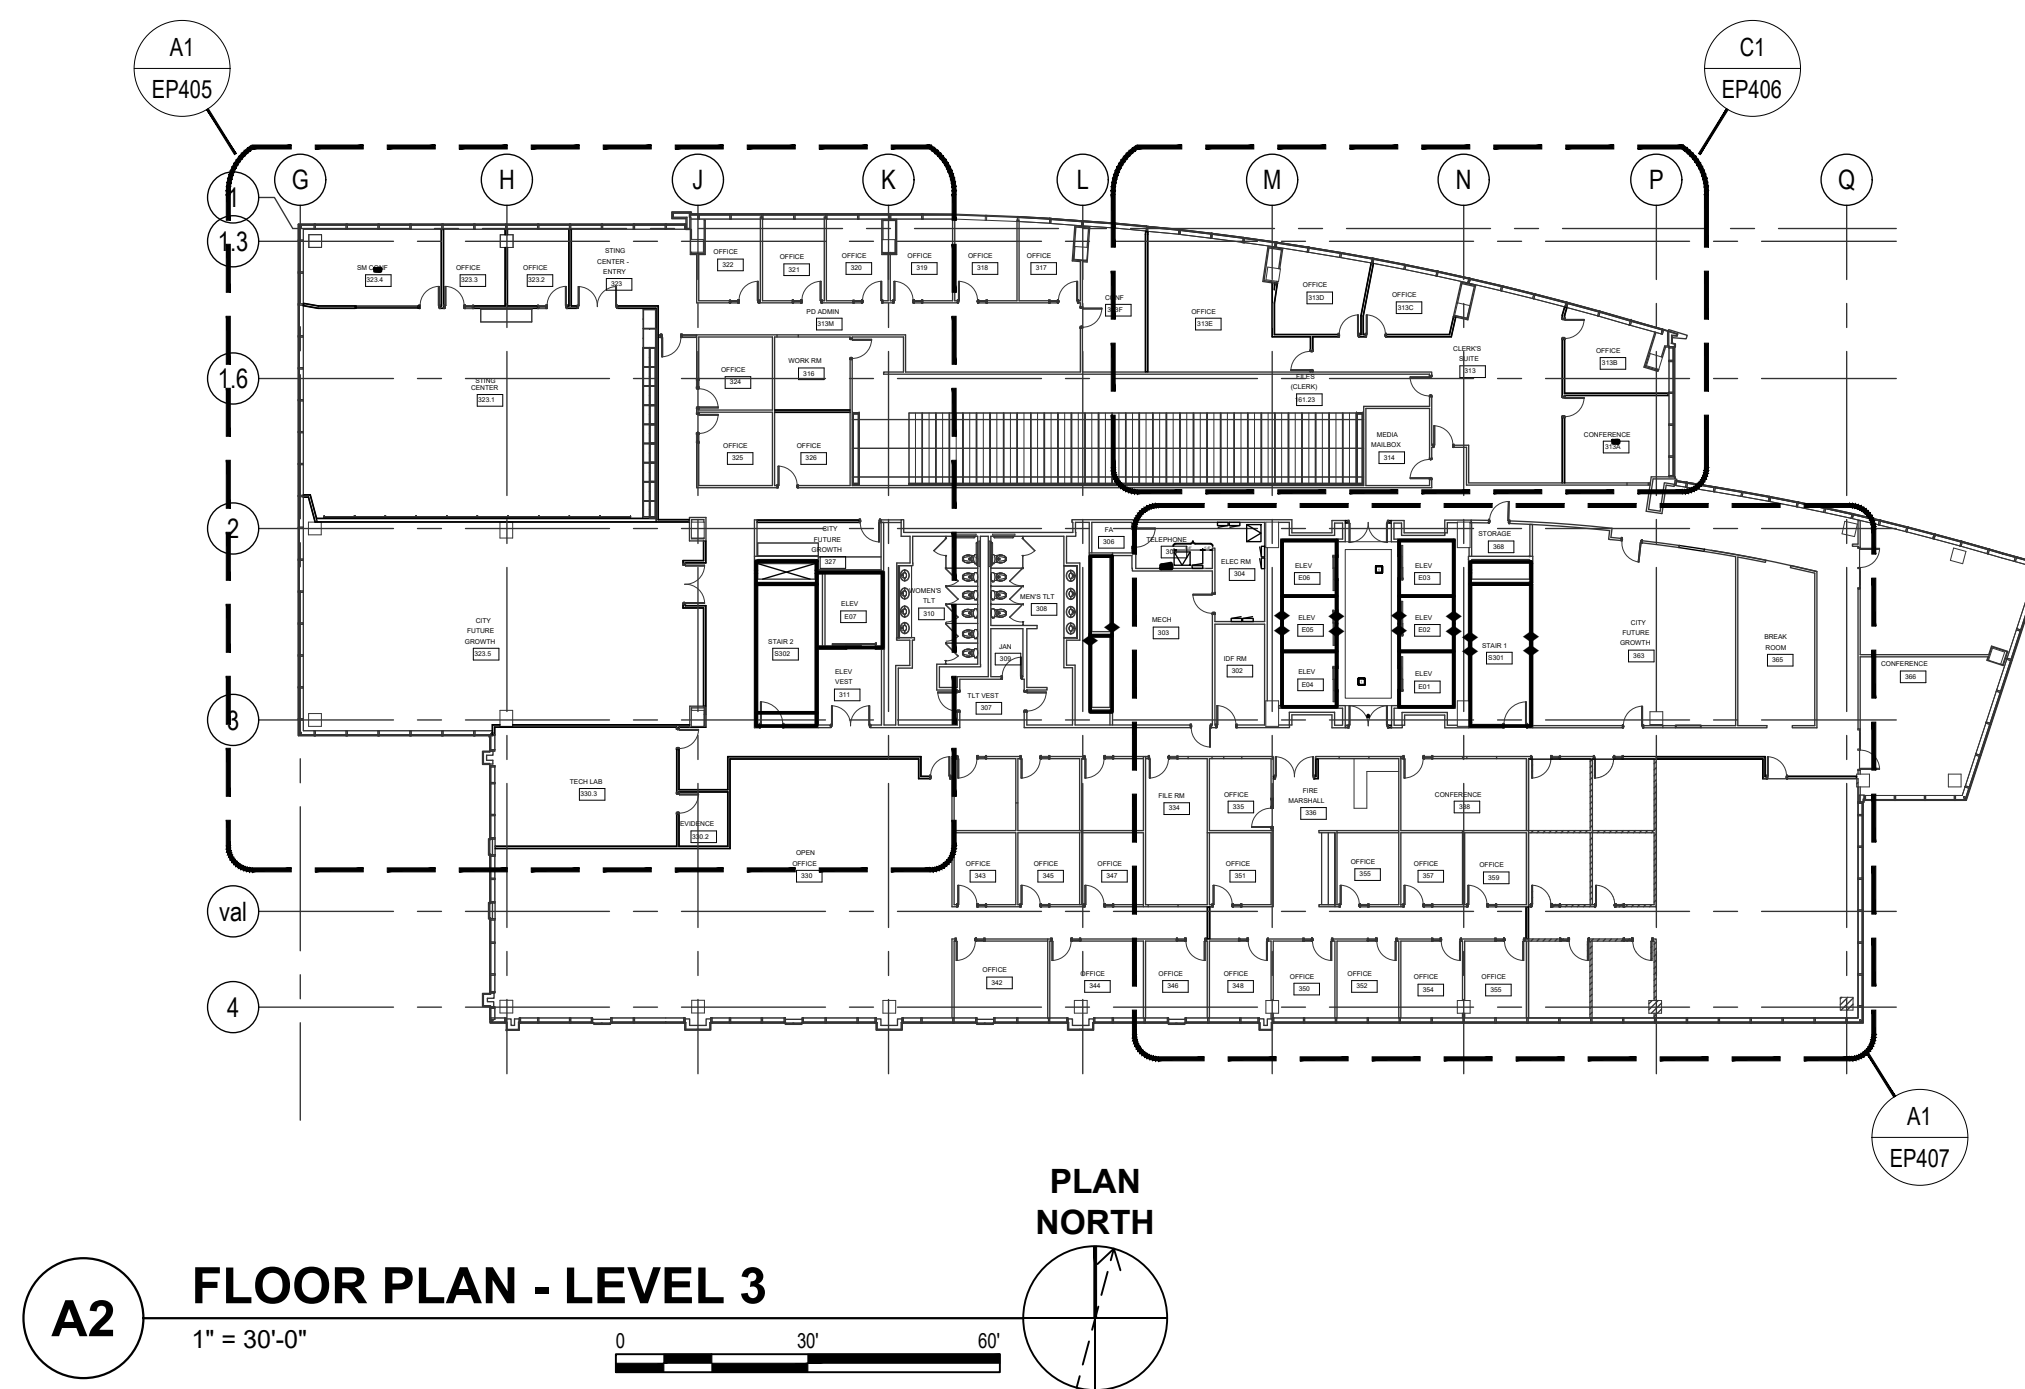 A1
EP405
C1
EP406
G
H
J
K
L
M
N
P
Q
1
1.3
1.6
2
3
val
4
SM CONF
323.4
OFFICE
323.3
OFFICE
323.2
STING
CENTER -
ENTRY
323
OFFICE
322
OFFICE
321
OFFICE
320
OFFICE
319
OFFICE
318
OFFICE
317
PD ADMIN
313M
CONF
OFFICE
313E
OFFICE
313D
OFFICE
313C
CLERK'S
SUITE
313
OFFICE
313B
STING
CENTER
323.1
OFFICE
324
WORK RM
316
FILES
(CLERK)
161.23
OFFICE
325
OFFICE
326
MEDIA
MAILBOX
314
CONFERENCE
313A
CITY
FUTURE
GROWTH
327
FA
306
TELEPHONE
ELEC RM
304
ELEV
E06
ELEV
E03
STORAGE
368
WOMEN'S
TLT
310
MEN'S TLT
308
ELEV
E07
CITY
FUTURE
GROWTH
323.5
STAIR 2
S302
JAN
309
MECH
303
ELEV
E05
ELEV
E02
STAIR 1
S301
CITY
FUTURE
GROWTH
363
BREAK
ROOM
365
ELEV
VEST
311
IDF RM
302
ELEV
E04
ELEV
E01
CONFERENCE
366
TLT VEST
307
TECH LAB
330.3
EVIDENCE
330.2
FILE RM
334
OFFICE
335
FIRE
MARSHALL
336
CONFERENCE
338
OPEN
OFFICE
330
OFFICE
343
OFFICE
345
OFFICE
347
OFFICE
351
OFFICE
355
OFFICE
357
OFFICE
359
OFFICE
342
OFFICE
344
OFFICE
346
OFFICE
348
OFFICE
350
OFFICE
352
OFFICE
354
OFFICE
355
A1
EP407
PLAN
NORTH
A2
FLOOR PLAN - LEVEL 3
1" = 30'-0"
0 30' 60'